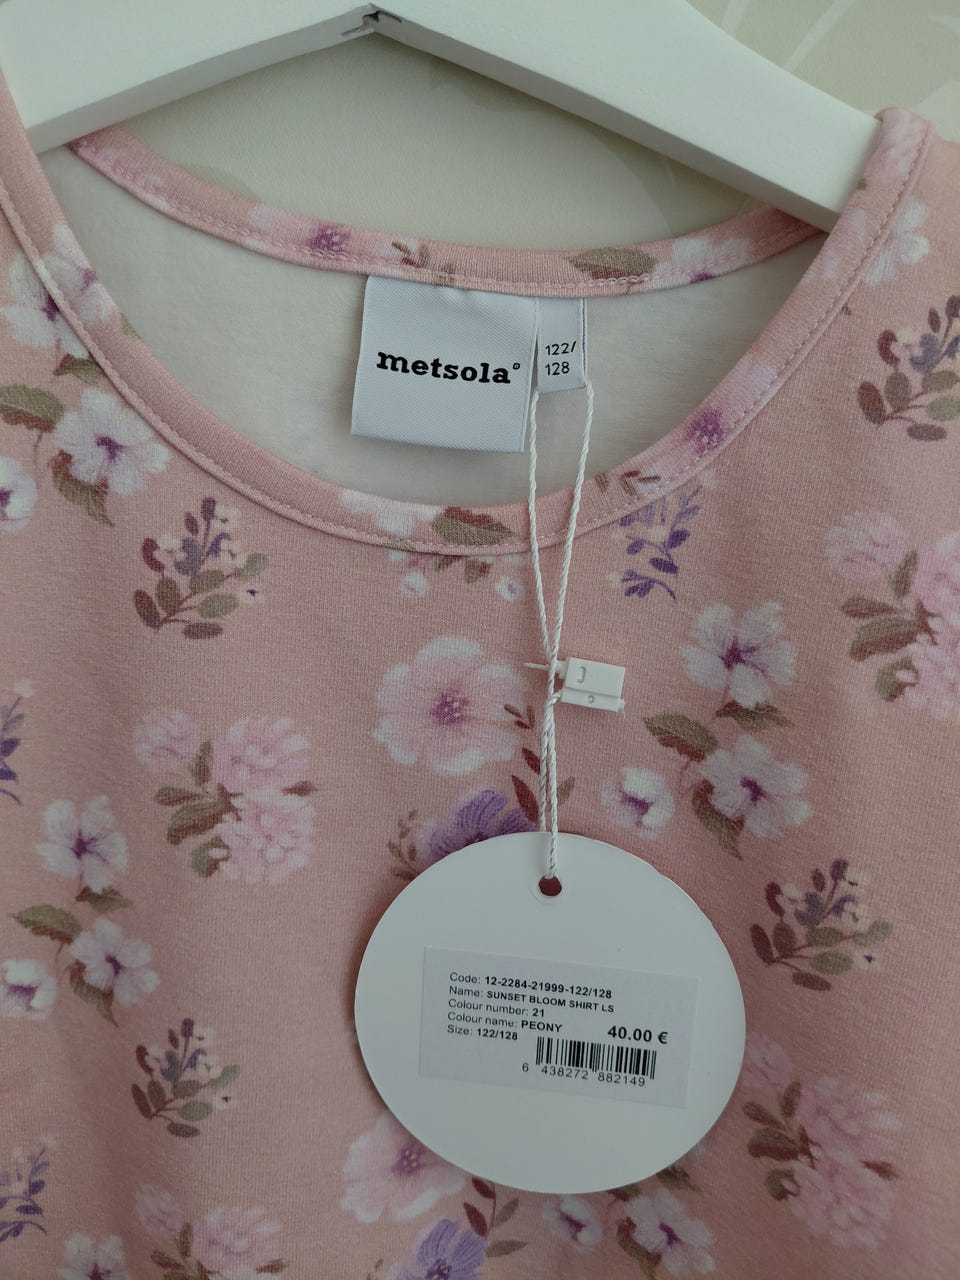 metsola
122/
128
Code: 12-2284-21999-122/128
Name: SUNSET BLOOM SHIRT LS
Colour number: 21
Colour name: PEONY
Size: 122/128
40.00 €
6 438272 882149